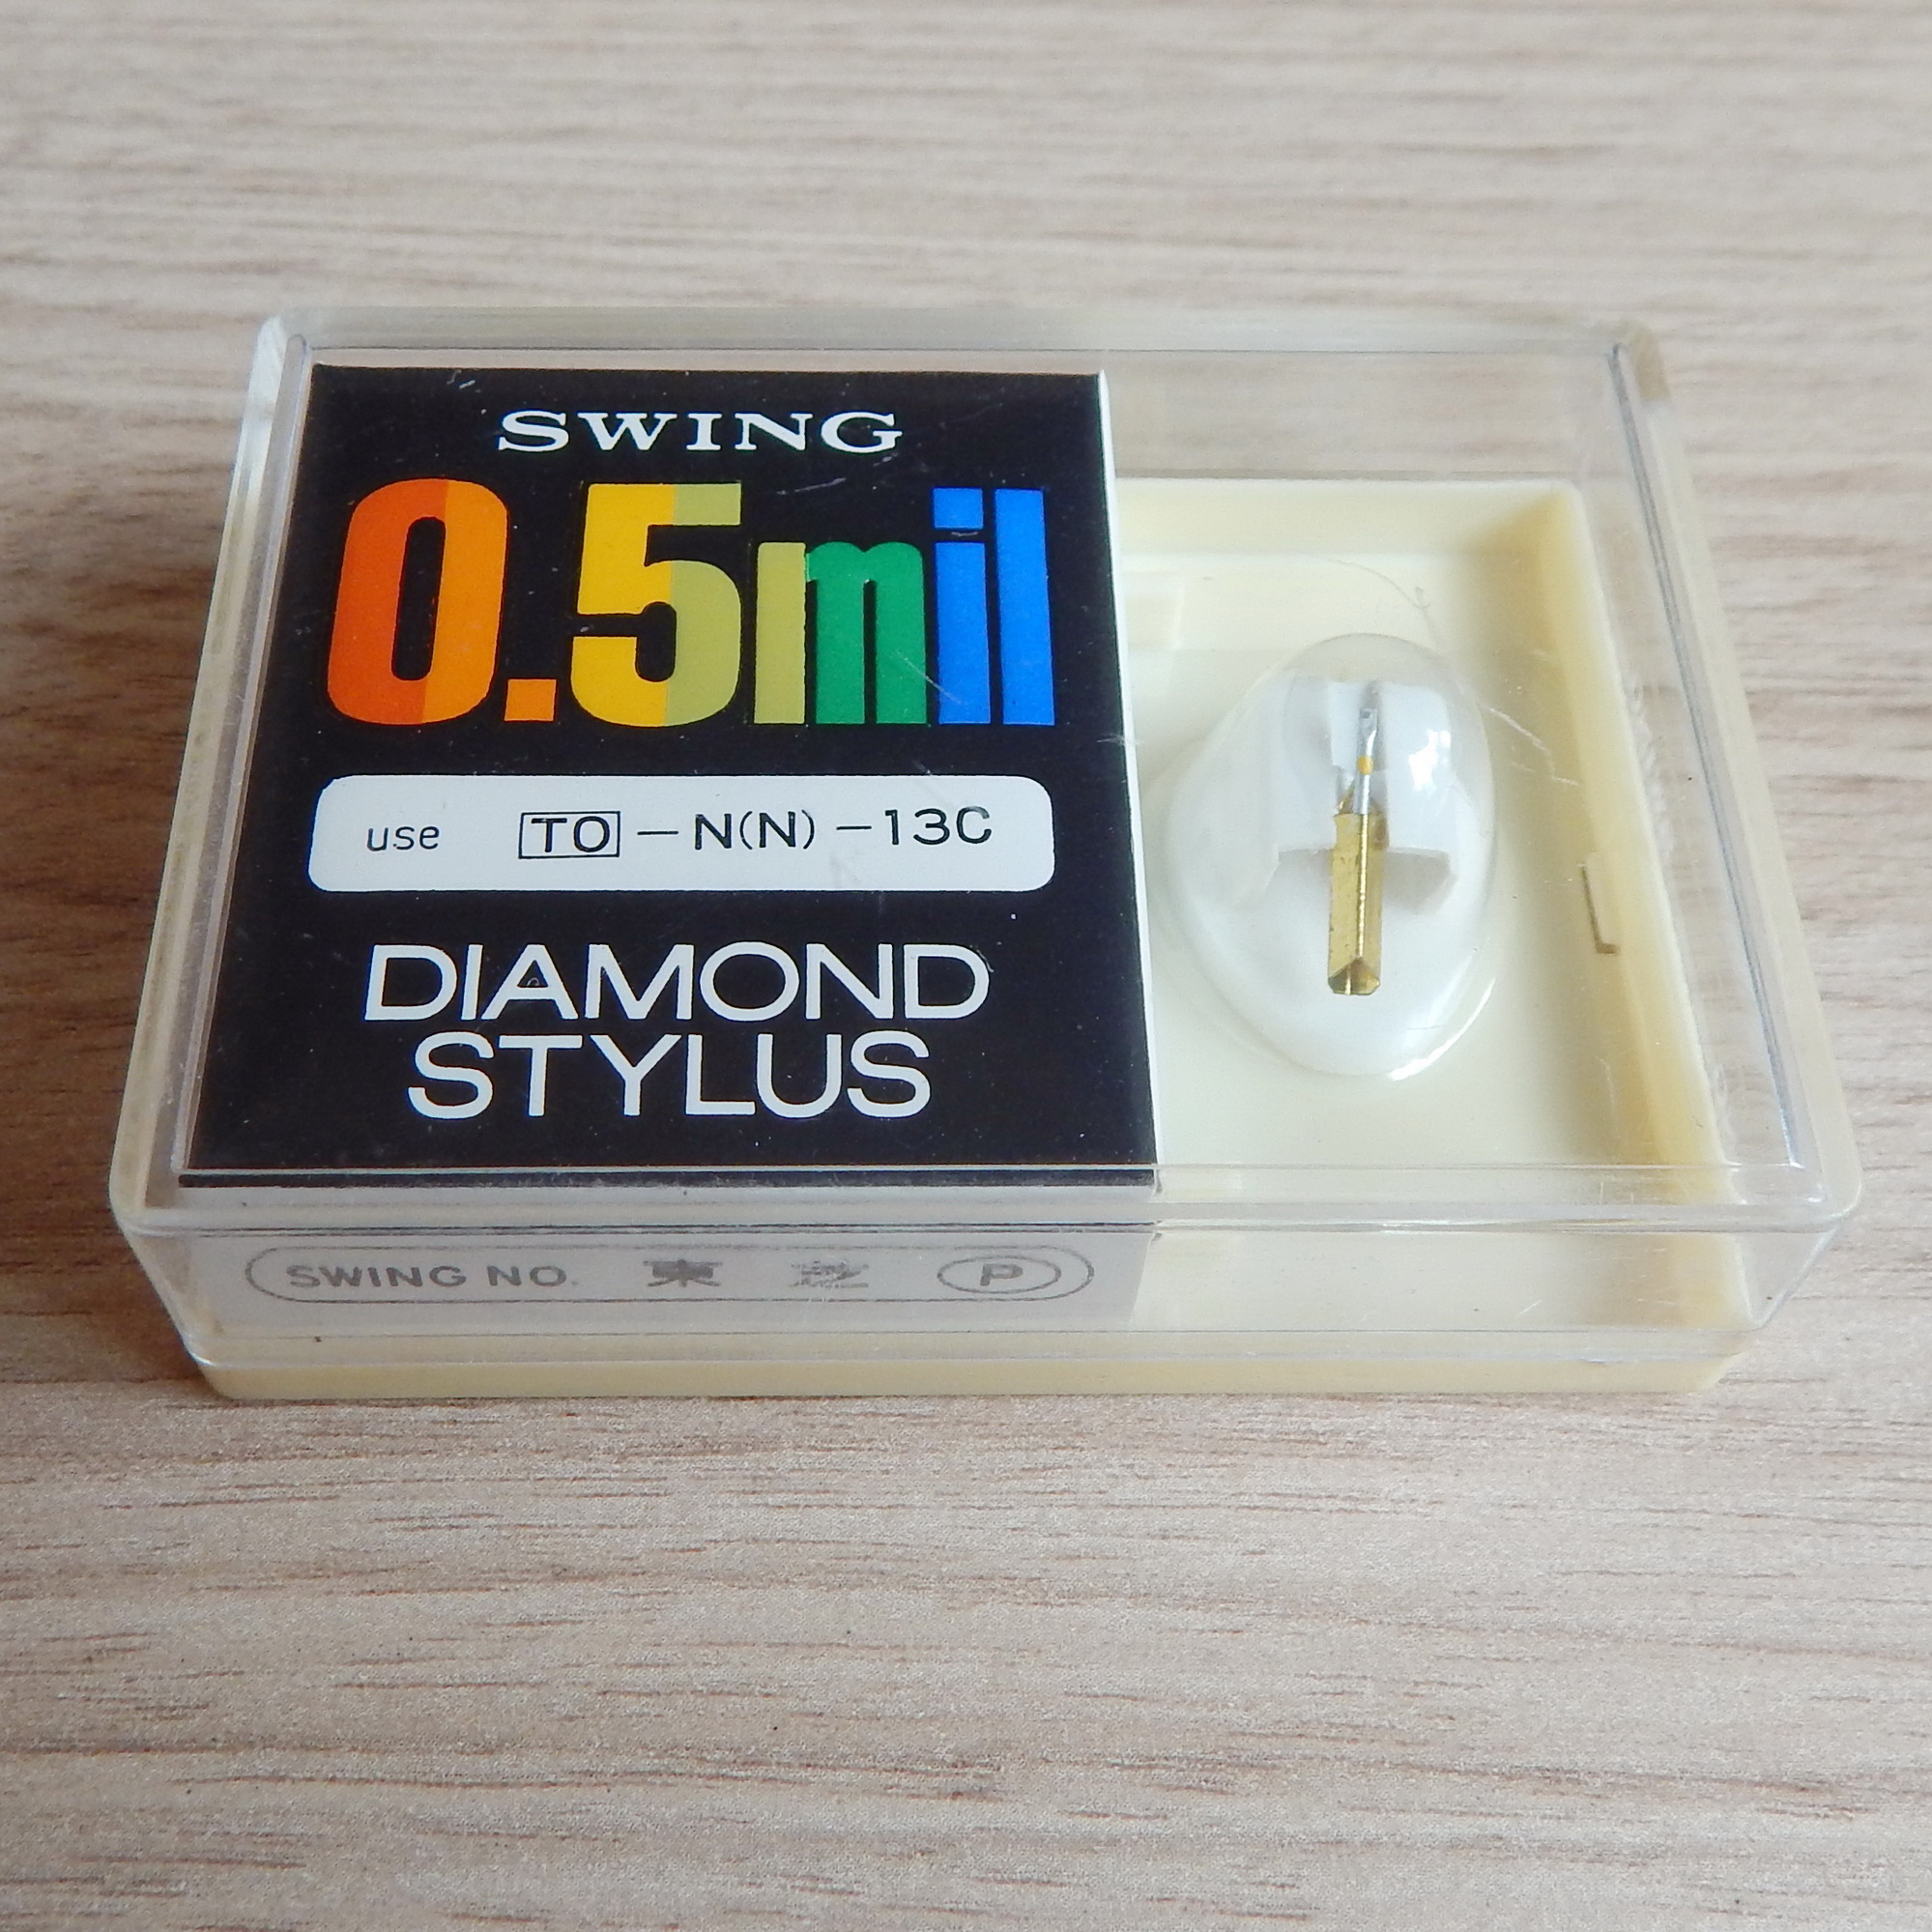 SWING
0.5mil
use TO-N(N)-13C
DIAMOND
STYLUS
SWING NO. 東 芝 P